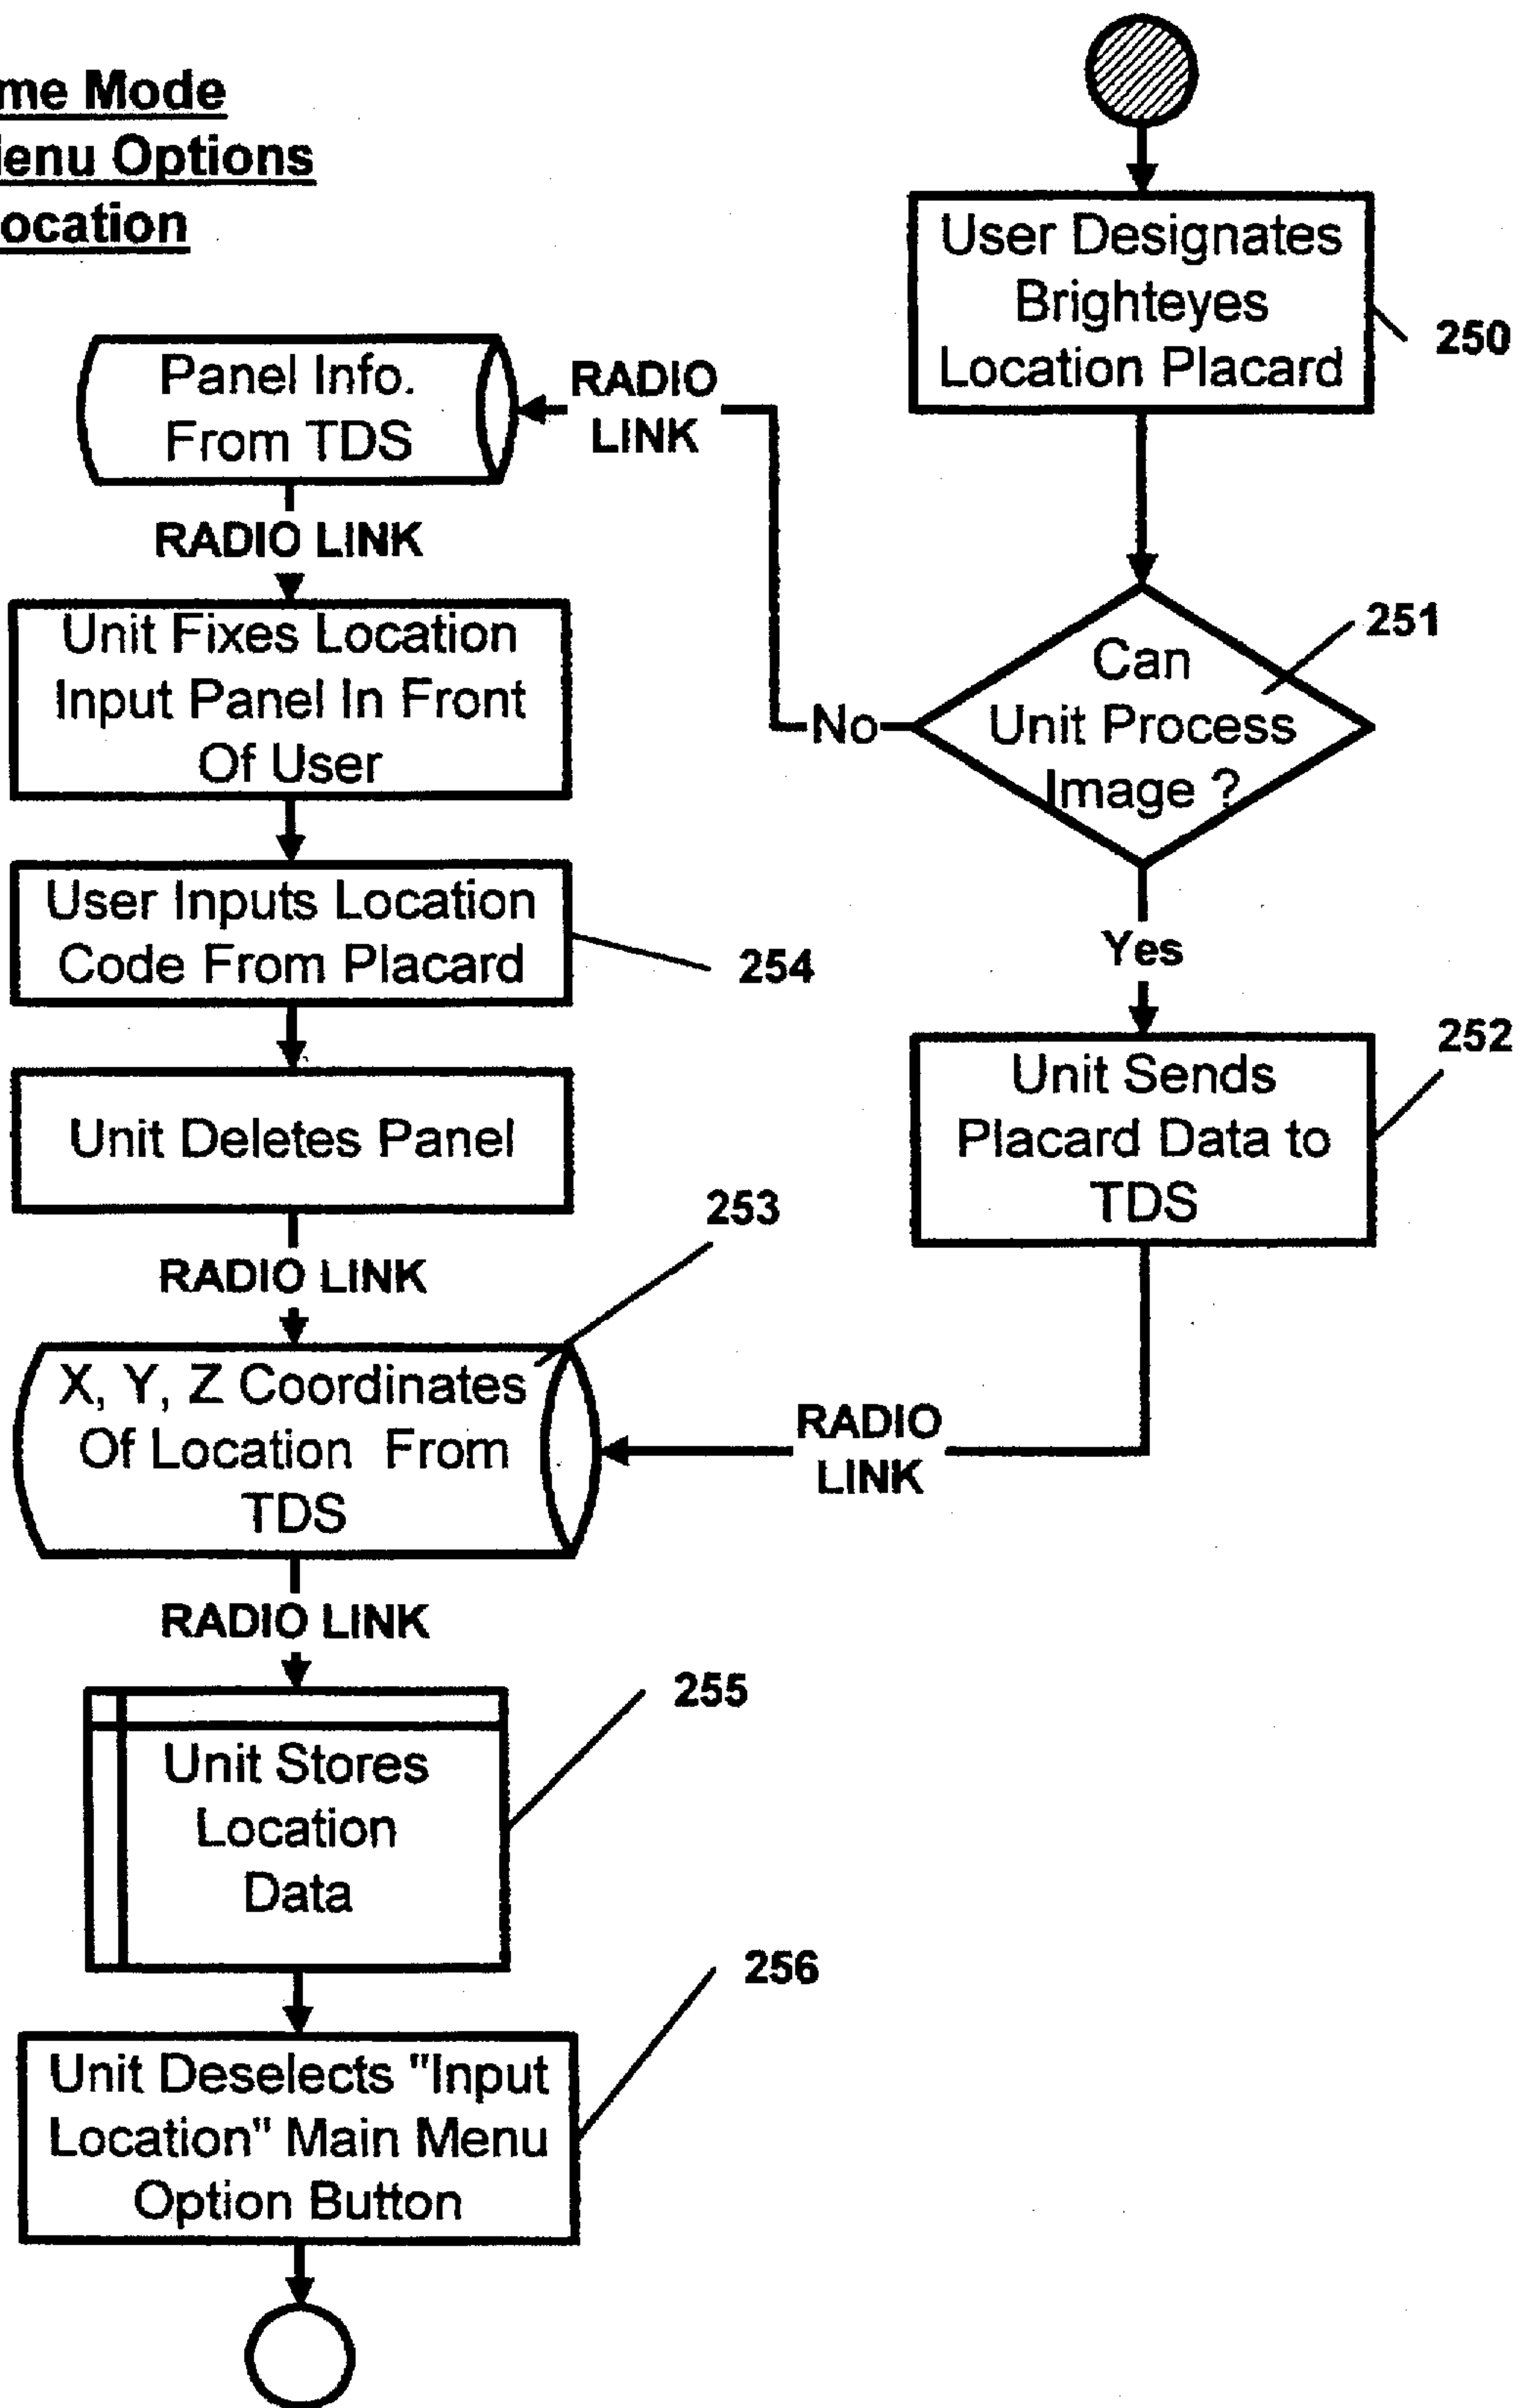 me Mode
enu Options
ocation
User Designates
Brighteyes
Location Placard
250
Can
Unit Process
Image ?
251
No
RADIO
LINK
Panel Info.
From TDS
RADIO LINK
Unit Fixes Location
Input Panel In Front
Of User
User Inputs Location
Code From Placard
254
Unit Deletes Panel
RADIO LINK
Yes
Unit Sends
Placard Data to
TDS
252
RADIO
LINK
253
X, Y, Z Coordinates
Of Location From
TDS
RADIO LINK
Unit Stores
Location
Data
255
Unit Deselects "Input
Location" Main Menu
Option Button
256